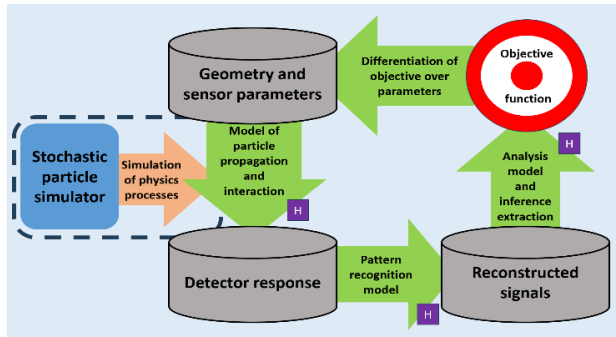 Geometry and
sensor parameters
Differentiation of
objective over
parameters
Objective
function
Stochastic
particle
simulator
Simulation
of physics
processes
Model of
particle
propagation
and
interaction
H
Analysis
model
and
inference
extraction
H
Detector response
Pattern
recognition
model
H
Reconstructed
signals